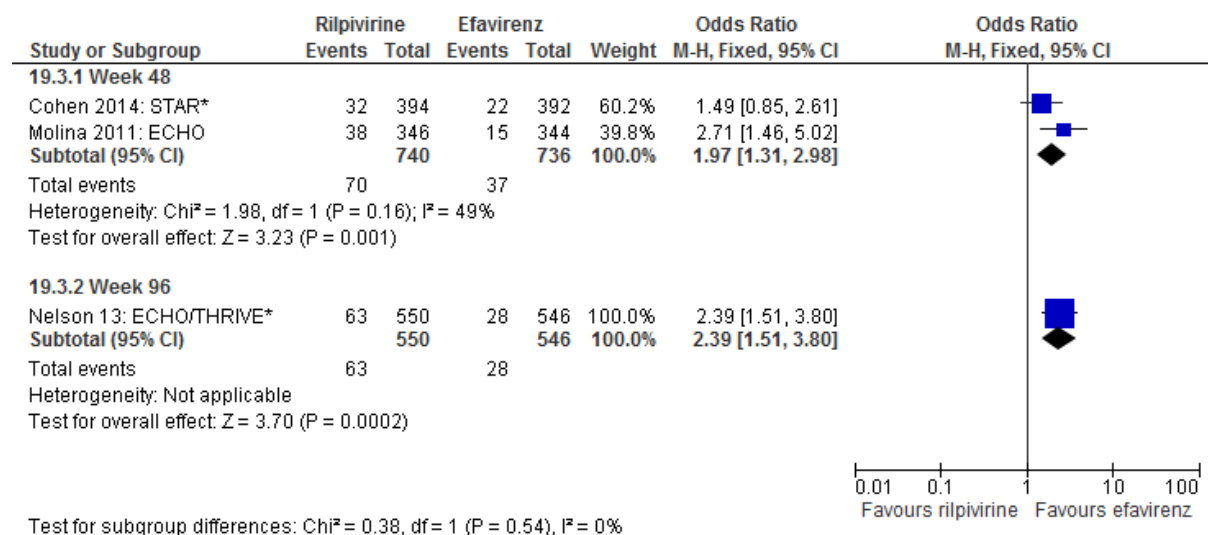 Rilpivirine Efavirenz Odds Ratio Odds Ratio
Study or Subgroup Events Total Events Total Weight M-H, Fixed, 95% CI M-H, Fixed, 95% CI
19.3.1 Week 48
Cohen 2014: STAR* 32 394 22 392 60.2% 1.49 [0.85, 2.61]
Molina 2011: ECHO 38 346 15 344 39.8% 2.71 [1.46, 5.02]
Subtotal (95% CI) 740 736 100.0% 1.97 [1.31, 2.98]
Total events 70 37
Heterogeneity: Chi² = 1.98, df = 1 (P = 0.16); I² = 49%
Test for overall effect: Z = 3.23 (P = 0.001)
19.3.2 Week 96
Nelson 13: ECHO/THRIVE* 63 550 28 546 100.0% 2.39 [1.51, 3.80]
Subtotal (95% CI) 550 546 100.0% 2.39 [1.51, 3.80]
Total events 63 28
Heterogeneity: Not applicable
Test for overall effect: Z = 3.70 (P = 0.0002)
0.01 0.1 1 10 100
Favours rilpivirine Favours efavirenz
Test for subgroup differences: Chi² = 0.38, df = 1 (P = 0.54), I² = 0%